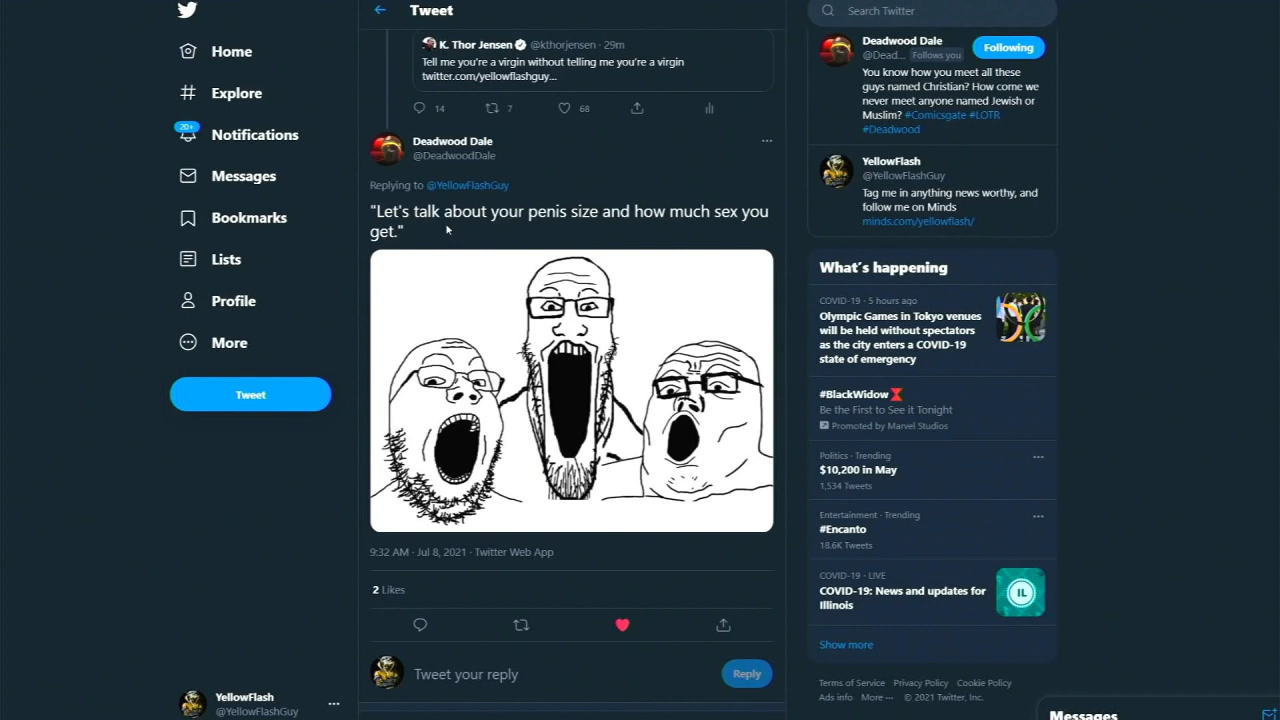 Home
Explore
20+
Notifications
Messages
Bookmarks
Lists
Profile
More
Tweet
YellowFlash
@YellowFlashGuy
Tweet
K. Thor Jensen @kthorjensen · 29m
Tell me you're a virgin without telling me you're a virgin
twitter.com/yellowflashguy...
14
7
68
Deadwood Dale
@DeadwoodDale
Replying to @YellowFlashGuy
"Let's talk about your penis size and how much sex you
get."
9:32 AM · Jul 8, 2021 · Twitter Web App
2 Likes
Tweet your reply
Reply
Search Twitter
Deadwood Dale
@Dead... Follows you
Following
You know how you meet all these
guys named Christian? How come we
never meet anyone named Jewish or
Muslim? #Comicsgate #LOTR
#Deadwood
YellowFlash
@YellowFlashGuy
Tag me in anything news worthy, and
follow me on Minds
minds.com/yellowflash/
What's happening
COVID-19 · 5 hours ago
Olympic Games in Tokyo venues
will be held without spectators
as the city enters a COVID-19
state of emergency
#BlackWidow
Be the First to See it Tonight
Promoted by Marvel Studios
Politics · Trending
$10,200 in May
1,534 Tweets
Entertainment · Trending
#Encanto
18.6K Tweets
COVID-19 · LIVE
COVID-19: News and updates for
Illinois
IL
Show more
Terms of Service Privacy Policy Cookie Policy
Ads info More ··· © 2021 Twitter, Inc.
Messages